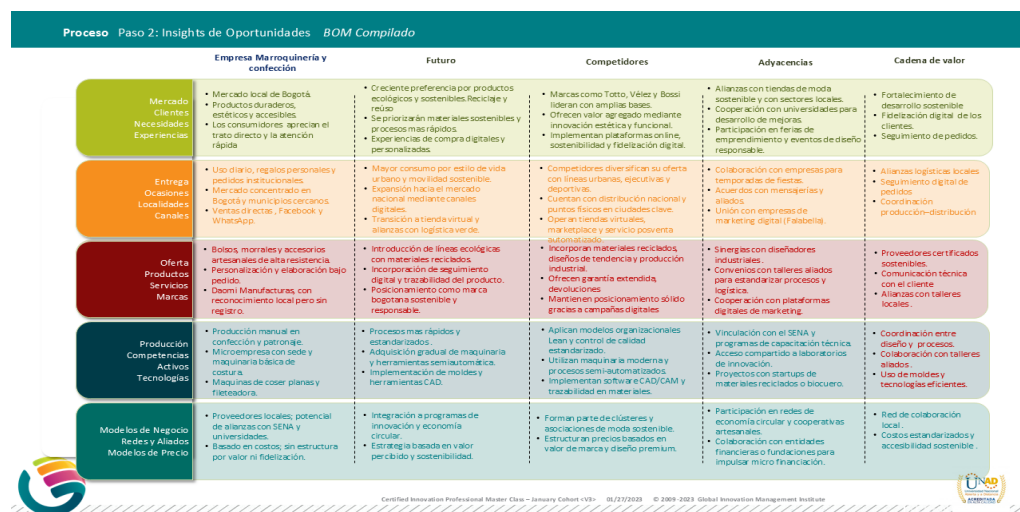 Proceso Paso 2: Insights de Oportunidades BOM Compilado
Empresa Marroquinería y
confección
Futuro
Competidores
Adyacencias
Cadena de valor
Mercado
Clientes
Necesidades
Experiencias
• Mercado local de Bogotá.
• Productos duraderos,
estéticos y accesibles.
• Los consumidores aprecian el
trato directo y la atención
rápida
• Creciente preferencia por productos
ecológicos y sostenibles.Reciclaje y
reúso
• Se priorizarán materiales sostenibles y
procesos mas rápidos.
• Experiencias de compra digitales y
personalizadas.
• Marcas como Totto, Vélez y Bossi
lideran con amplias bases.
• Ofrecen valor agregado mediante
innovación estética y funcional.
• Implementan plataformas online,
sostenibilidad y fidelización digital.
• Alianzas con tiendas de moda
sostenible y con sectores locales.
• Cooperación con universidades para
desarrollo de mejoras.
• Participación en ferias de
emprendimiento y eventos de diseño
responsable.
• Fortalecimiento de
desarrollo sostenible
• Fidelización digital de los
clientes.
• Seguimiento de pedidos.
Entrega
Ocasiones
Localidades
Canales
• Uso diario, regalos personales y
pedidos institucionales.
• Mercado concentrado en
Bogotá y municipios cercanos.
• Ventas directas , Facebook y
WhatsApp.
• Mayor consumo por estilo de vida
urbano y movilidad sostenible.
• Expansión hacia el mercado
nacional mediante canales
digitales.
• Transición a tienda virtual y
alianzas con logística verde.
• Competidores diversifican su oferta
con líneas urbanas, ejecutivas y
deportivas.
• Cuentan con distribución nacional y
puntos físicos en ciudades clave.
• Operan tiendas virtuales,
marketplace y servicio posventa
automatizado.
• Colaboración con empresas para
temporadas de fiestas.
• Acuerdos con mensajerías y
aliados.
• Unión con empresas de
marketing digital (Falabella).
• Alianzas logísticas locales
• Seguimiento digital de
pedidos
• Coordinación
producción–distribución
Oferta
Productos
Servicios
Marcas
• Bolsos, morrales y accesorios
artesanales de alta resistencia.
• Personalización y elaboración bajo
pedido.
• Daomi Manufacturas, con
reconocimiento local pero sin
registro.
• Introducción de líneas ecológicas
con materiales reciclados.
• Incorporación de seguimiento
digital y trazabilidad del producto.
• Posicionamiento como marca
bogotana sostenible y
responsable.
• Incorporan materiales reciclados,
diseños de tendencia y producción
industrial.
• Ofrecen garantía extendida,
devoluciones
• Mantienen posicionamiento sólido
gracias a campañas digitales
• Sinergias con diseñadores
industriales .
• Convenios con talleres aliados
para estandarizar procesos y
logística.
• Cooperación con plataformas
digitales de marketing.
• Proveedores certificados
sostenibles.
• Comunicación técnica
con el cliente
• Alianzas con talleres
locales .
Producción
Competencias
Activos
Tecnologías
• Producción manual en
confección y patronaje.
• Microempresa con sede y
maquinaria básica de
costura.
• Maquinas de coser planas y
fileteadora.
• Procesos mas rápidos y
estandarizados .
• Adquisición gradual de maquinaria
y herramientas semiautomática.
• Implementación de moldes y
herramientas CAD.
• Aplican modelos organizacionales
Lean y control de calidad
estandarizado.
• Utilizan maquinaria moderna y
procesos semi-automatizados.
• Implementan software CAD/CAM y
trazabilidad en materiales.
• Vinculación con el SENA y
programas de capacitación técnica.
• Acceso compartido a laboratorios
de innovación.
• Proyectos con startups de
materiales reciclados o biocuero.
• Coordinación entre
diseño y procesos.
• Colaboración con talleres
aliados .
• Uso de moldes y
tecnologías eficientes.
Modelos de Negocio
Redes y Aliados
Modelos de Precio
• Proveedores locales; potencial
de alianzas con SENA y
universidades.
• Basado en costos; sin estructura
por valor ni fidelización.
• Integración a programas de
innovación y economía
circular.
• Estrategia basada en valor
percibido y sostenibilidad.
• Forman parte de clústeres y
asociaciones de moda sostenible.
• Estructuran precios basados en
valor de marca y diseño premium.
• Participación en redes de
economía circular y cooperativas
artesanales.
• Colaboración con entidades
financieras o fundaciones para
impulsar micro financiación.
• Red de colaboración
local .
• Costos estandarizados y
accesibilidad sostenible .
Certified Innovation Professional Master Class – January Cohort <V3> 01/27/2023 © 2009-2023 Global Innovation Management Institute
UNAD
ACREDITADA